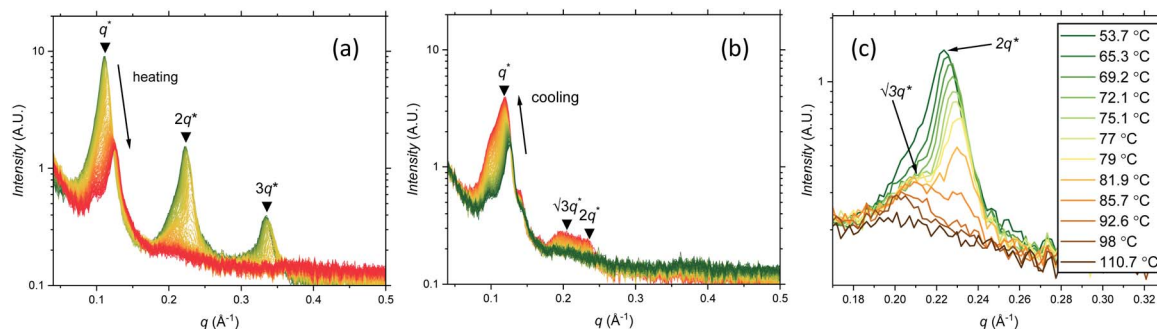 (a)
q*
heating
2q*
3q*
10
1
0.1
0.1
0.2
0.3
0.4
0.5
Intensity (A.U.)
q (Å⁻¹)
(b)
q*
cooling
√3q*
2q*
10
1
0.1
0.1
0.2
0.3
0.4
0.5
Intensity (A.U.)
q (Å⁻¹)
(c)
2q*
√3q*
1
0.18
0.20
0.22
0.24
0.26
0.28
0.30
0.32
Intensity (A.U.)
q (Å⁻¹)
53.7 °C
65.3 °C
69.2 °C
72.1 °C
75.1 °C
77 °C
79 °C
81.9 °C
85.7 °C
92.6 °C
98 °C
110.7 °C